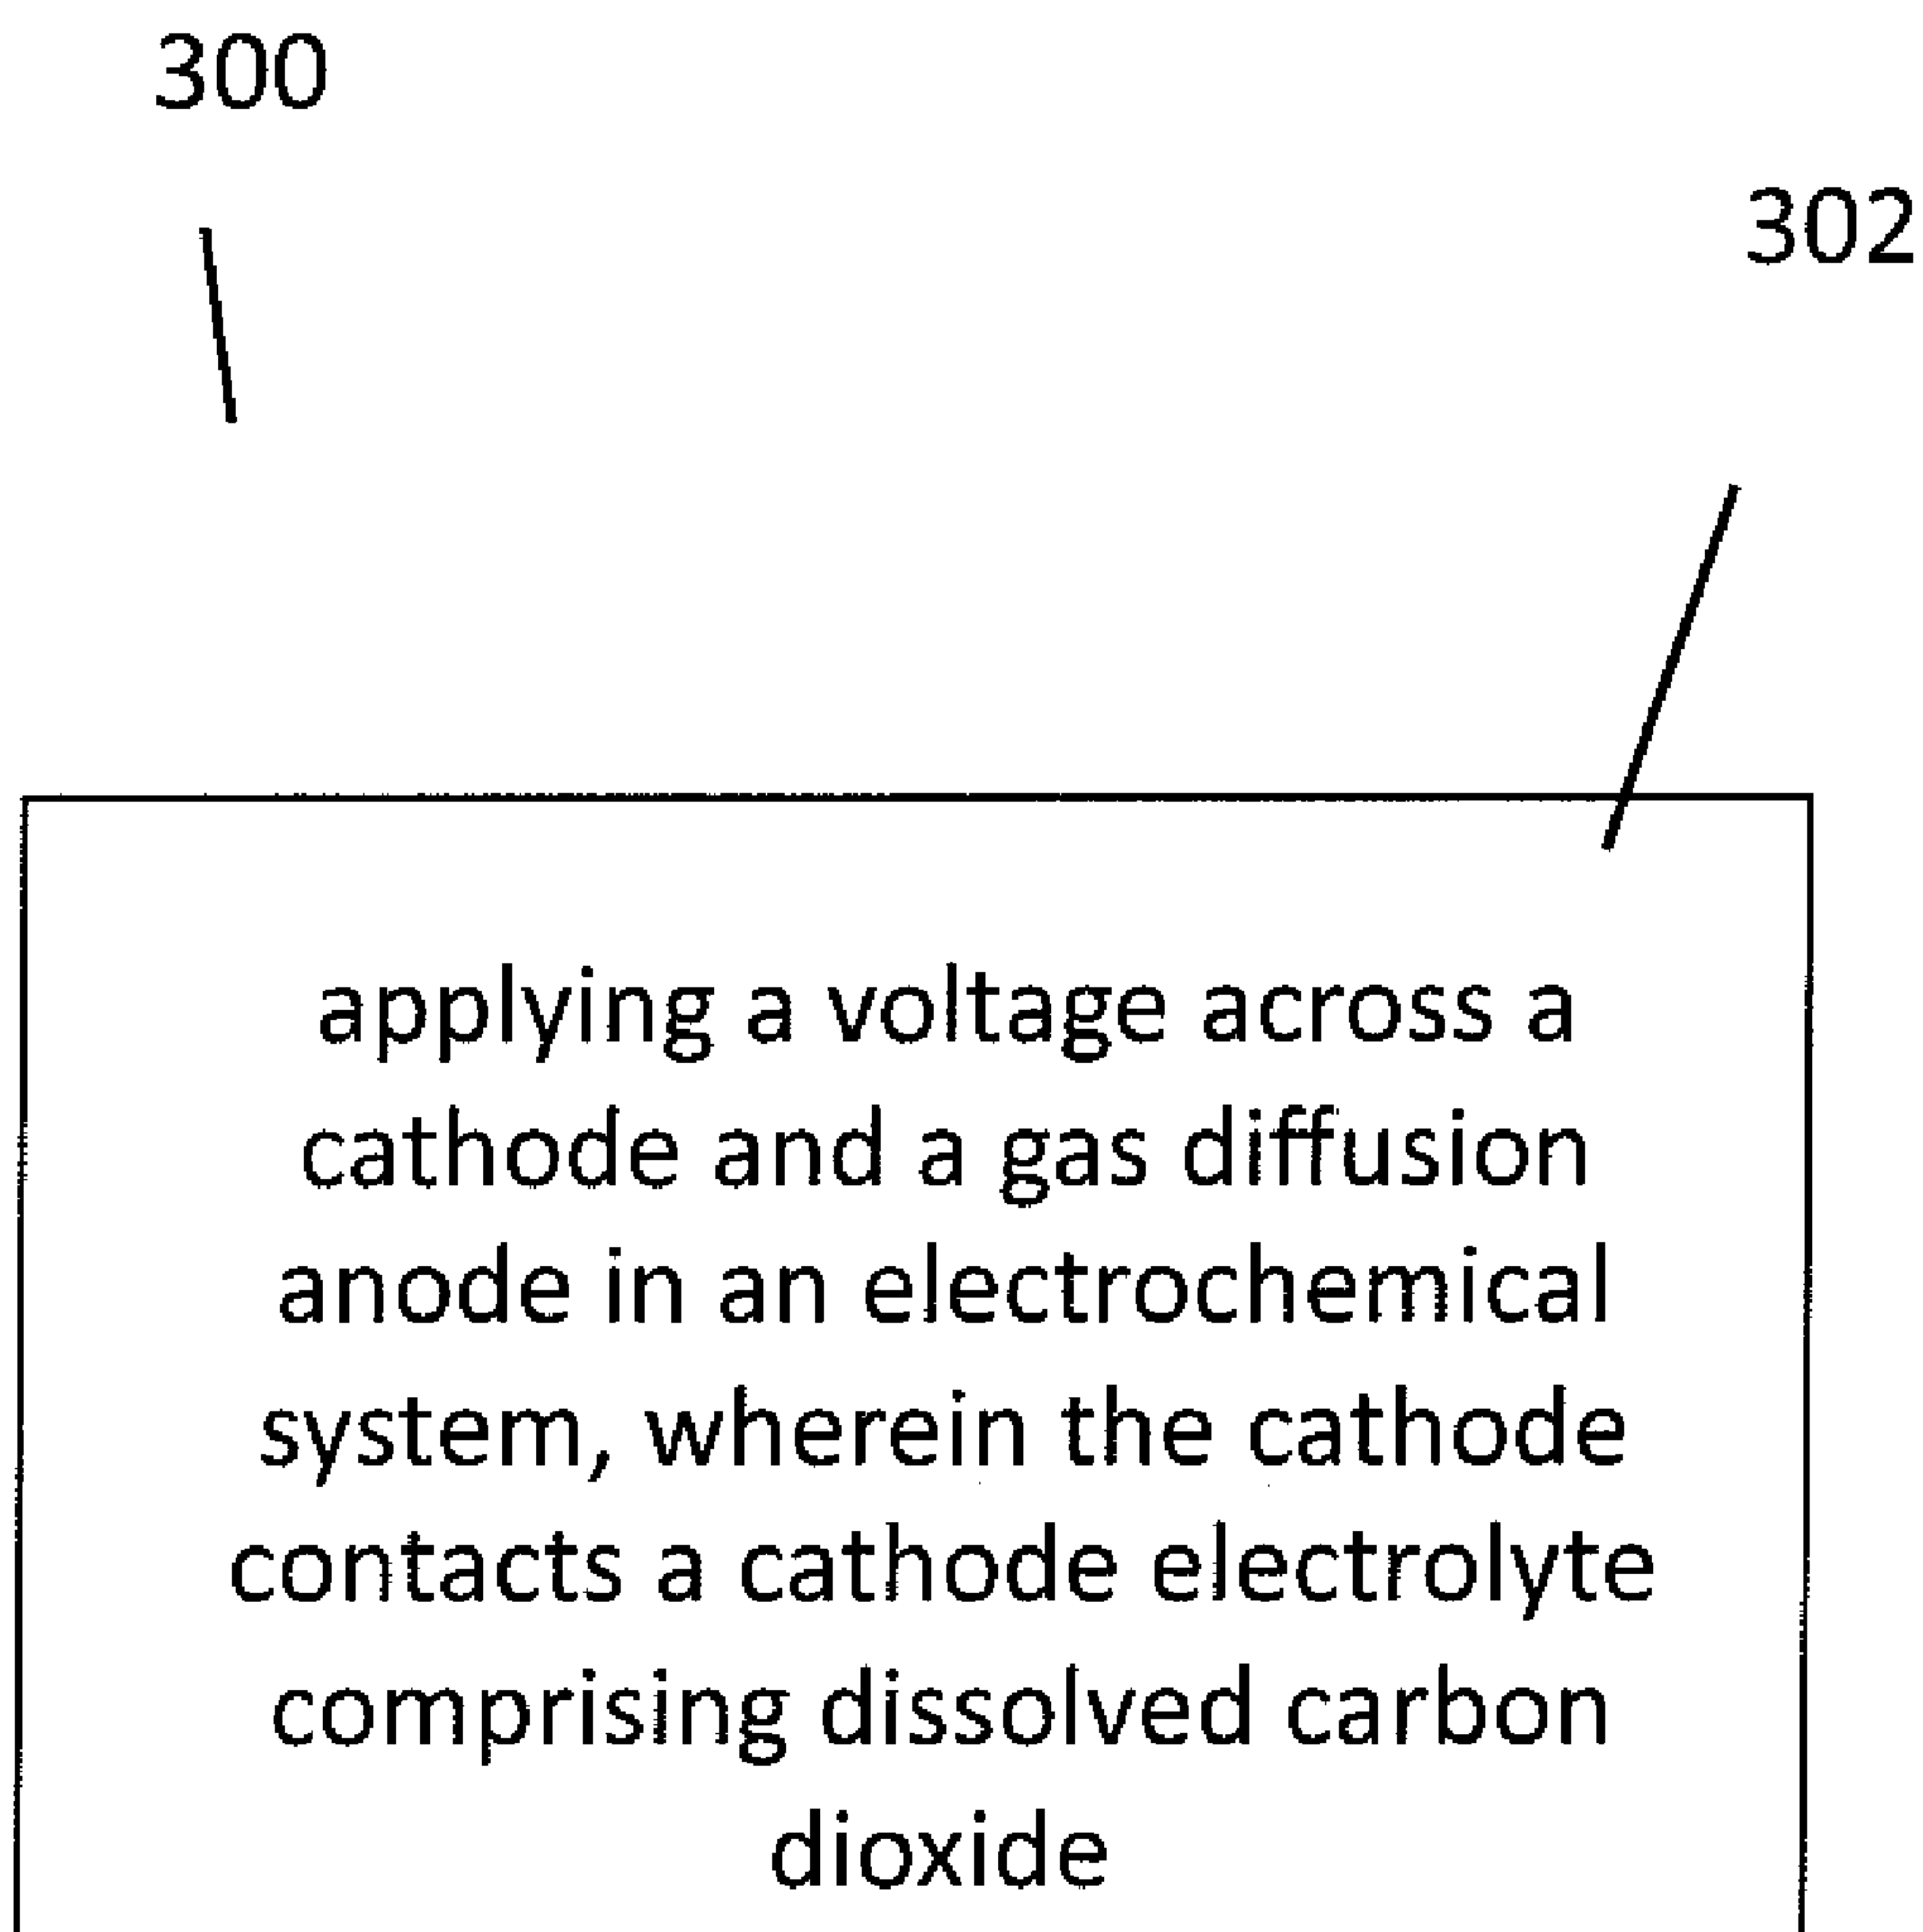 300
302
applying a voltage across a
cathode and a gas diffusion
anode in an electrochemical
system, wherein the cathode
contacts a cathode electrolyte
comprising dissolved carbon
dioxide